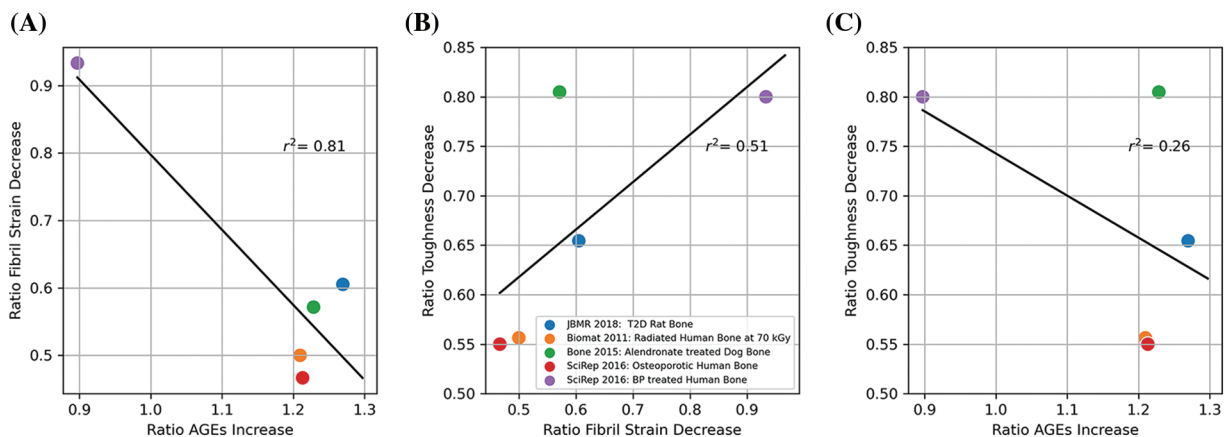 (A)
Ratio Fibril Strain Decrease
0.9
0.8
0.7
0.6
0.5
r² = 0.81
0.9 1.0 1.1 1.2 1.3
Ratio AGEs Increase
(B)
Ratio Toughness Decrease
0.85
0.80
0.75
0.70
0.65
0.60
0.55
0.50
r² = 0.51
JBMR 2018: T2D Rat Bone
Biomat 2011: Radiated Human Bone at 70 kGy
Bone 2015: Alendronate treated Dog Bone
SciRep 2016: Osteoporotic Human Bone
SciRep 2016: BP treated Human Bone
0.5 0.6 0.7 0.8 0.9
Ratio Fibril Strain Decrease
(C)
Ratio Toughness Decrease
0.85
0.80
0.75
0.70
0.65
0.60
0.55
0.50
r² = 0.26
0.9 1.0 1.1 1.2 1.3
Ratio AGEs Increase